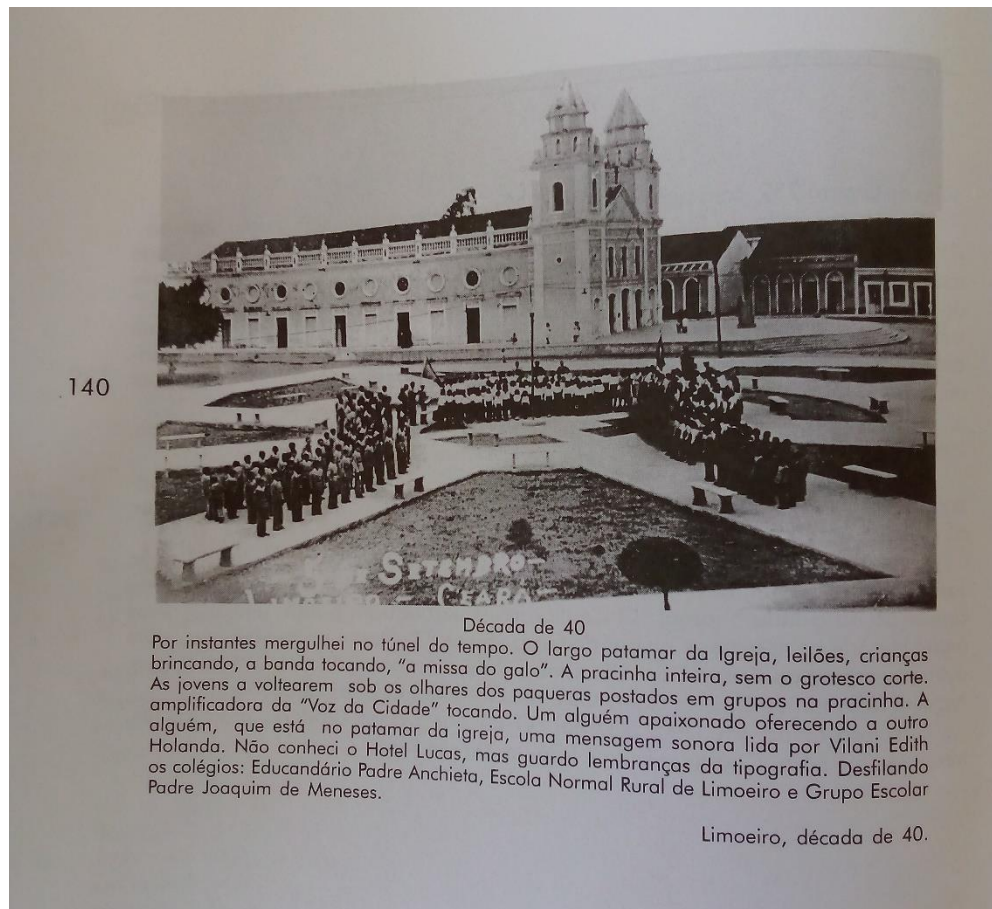 140
SETEMBRO-
CEARÁ-
Década de 40
Por instantes mergulhei no túnel do tempo. O largo patamar da Igreja, leilões, crianças
brincando, a banda tocando, “a missa do galo”. A pracinha inteira, sem o grotesco corte.
As jovens a voltearem sob os olhares dos paqueras postados em grupos na pracinha. A
amplificadora da “Voz da Cidade” tocando. Um alguém apaixonado oferecendo a outro
alguém, que está no patamar da igreja, uma mensagem sonora lida por Vilani Edith
Holanda. Não conheci o Hotel Lucas, mas guardo lembranças da tipografia. Desfilando
os colégios: Educandário Padre Anchieta, Escola Normal Rural de Limoeiro e Grupo Escolar
Padre Joaquim de Meneses.
Limoeiro, década de 40.